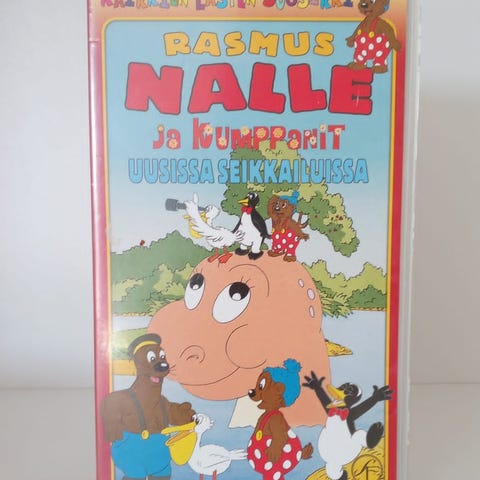 KAIKKIEN LASTEN SUOSIKKI
RASMUS
NALLE
ja KUMPPANIT
UUSISSA SEIKKAILUISSA